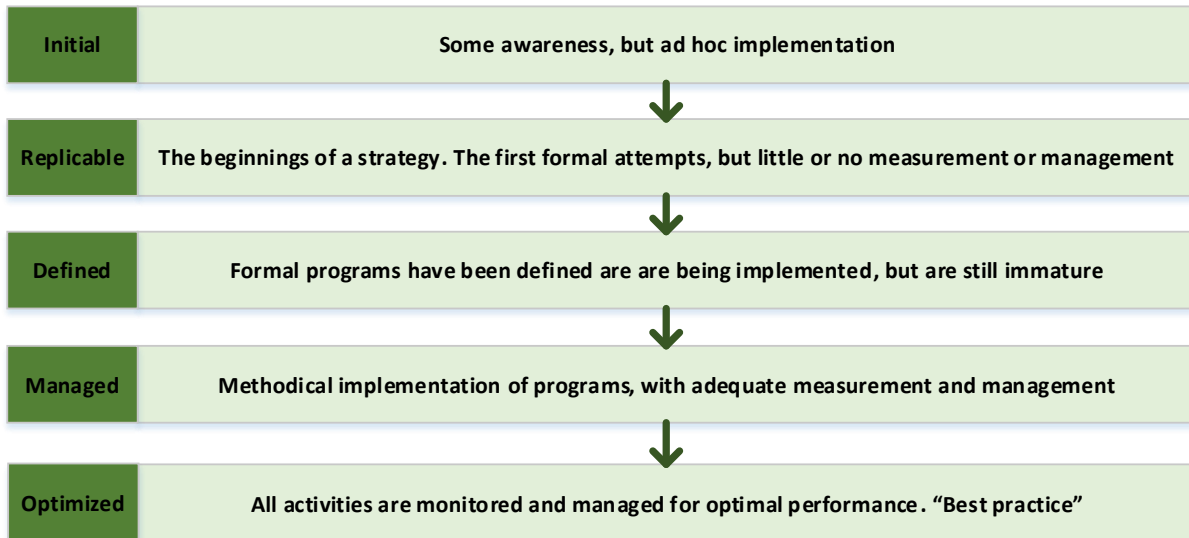 Initial
Some awareness, but ad hoc implementation
Replicable
The beginnings of a strategy. The first formal attempts, but little or no measurement or management
Defined
Formal programs have been defined are are being implemented, but are still immature
Managed
Methodical implementation of programs, with adequate measurement and management
Optimized
All activities are monitored and managed for optimal performance. “Best practice”